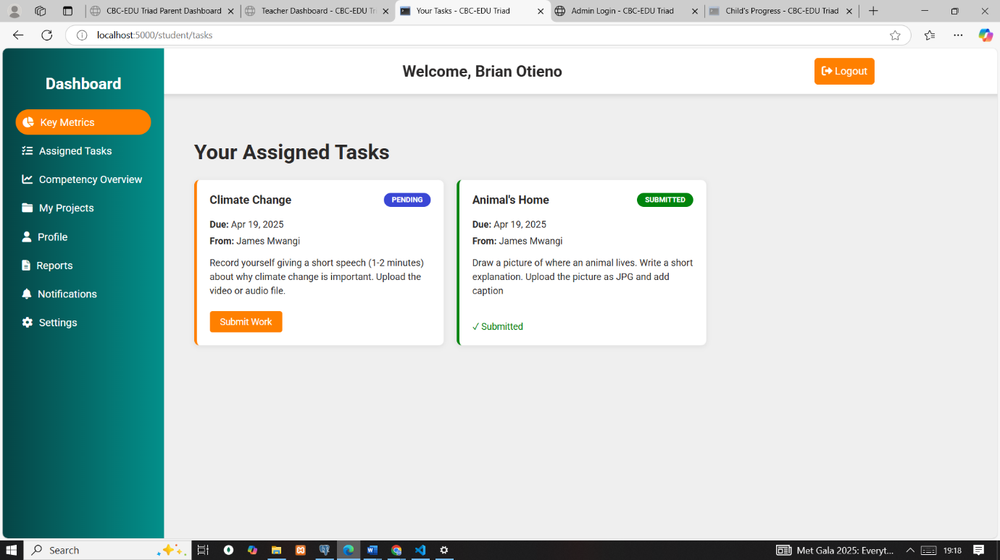 CBC-EDU Triad Parent Dashboard
Teacher Dashboard - CBC-EDU Tri
Your Tasks - CBC-EDU Triad
Admin Login - CBC-EDU Triad
Child's Progress - CBC-EDU Triad
localhost:5000/student/tasks
Dashboard
Welcome, Brian Otieno
Logout
Key Metrics
Assigned Tasks
Competency Overview
My Projects
Profile
Reports
Notifications
Settings
Your Assigned Tasks
Climate Change
PENDING
Due: Apr 19, 2025
From: James Mwangi
Record yourself giving a short speech (1-2 minutes)
about why climate change is important. Upload the
video or audio file.
Submit Work
Animal's Home
SUBMITTED
Due: Apr 19, 2025
From: James Mwangi
Draw a picture of where an animal lives. Write a short
explanation. Upload the picture as JPG and add
caption
✓ Submitted
Search
Met Gala 2025: Everyt...
19:18